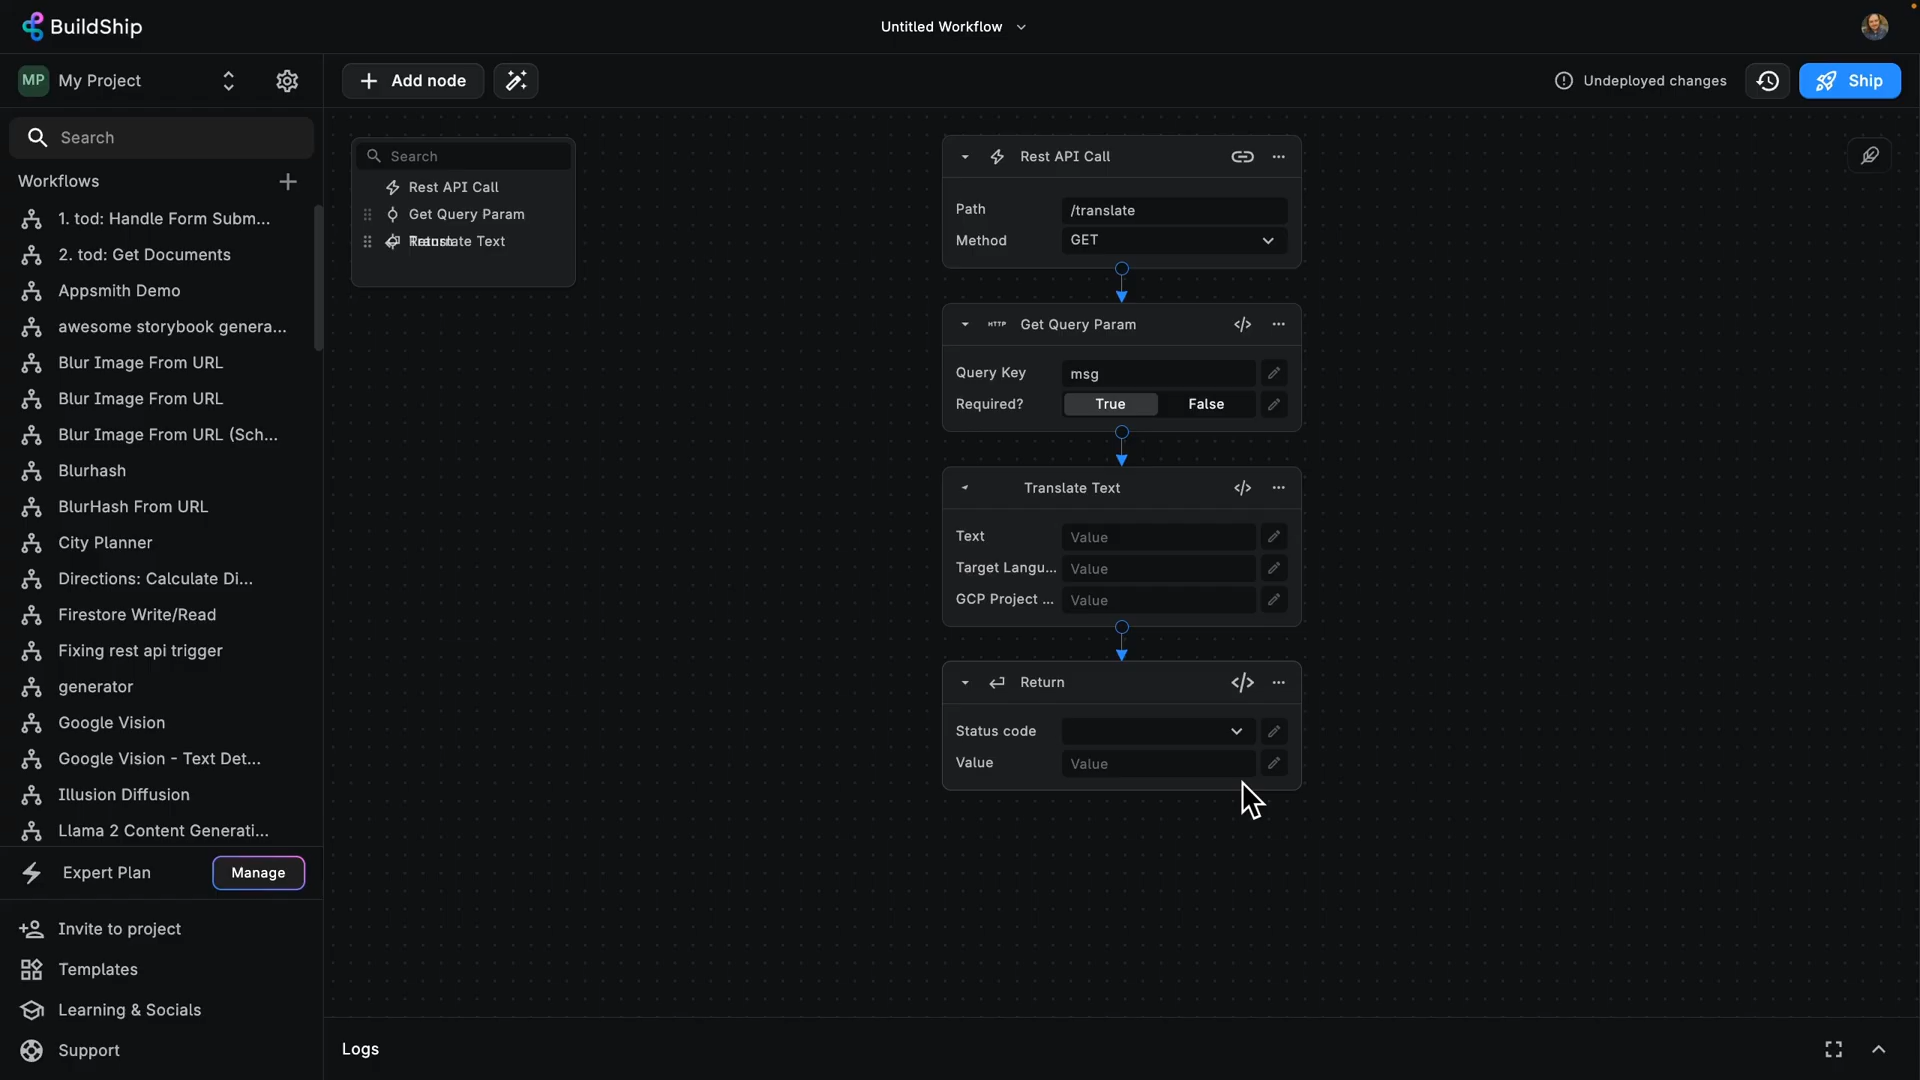 BuildShip
Untitled Workflow
MP My Project
Add node
Undeployed changes
Ship
Search
Workflows
1. tod: Handle Form Subm...
2. tod: Get Documents
Appsmith Demo
awesome storybook genera...
Blur Image From URL
Blur Image From URL
Blur Image From URL (Sch...
Blurhash
BlurHash From URL
City Planner
Directions: Calculate Di...
Firestore Write/Read
Fixing rest api trigger
generator
Google Vision
Google Vision - Text Det...
Illusion Diffusion
Llama 2 Content Generati...
Expert Plan
Manage
Invite to project
Templates
Learning & Socials
Support
Search
Rest API Call
Get Query Param
Translate Text
Return
Rest API Call
Path /translate
Method GET
HTTP Get Query Param
Query Key msg
Required? True False
Translate Text
Text Value
Target Langu... Value
GCP Project ... Value
Return
Status code
Value Value
Logs